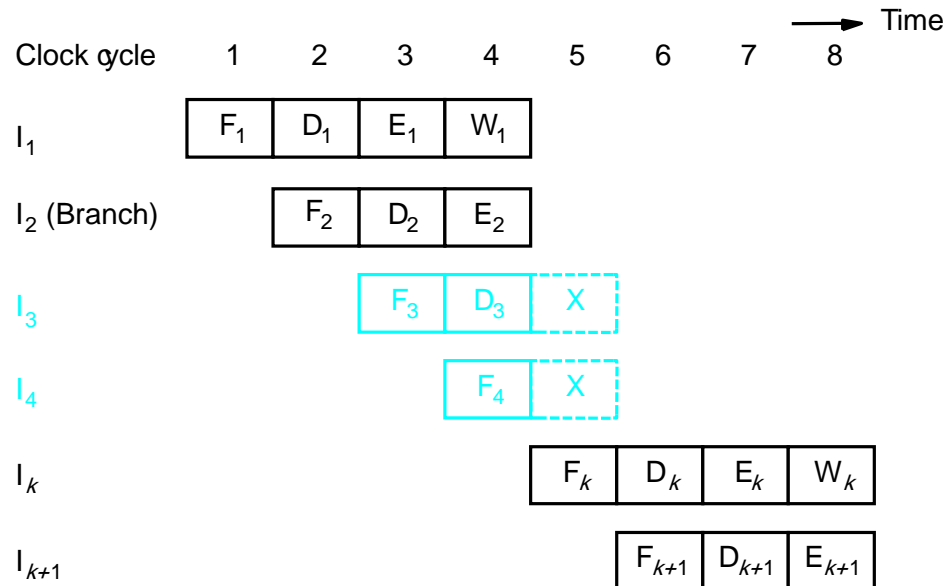 Time
Clock cycle 1 2 3 4 5 6 7 8
I1 F1 D1 E1 W1
I2 (Branch) F2 D2 E2
I3 F3 D3 X
I4 F4 X
Ik Fk Dk Ek Wk
Ik+1 Fk+1 Dk+1 Ek+1